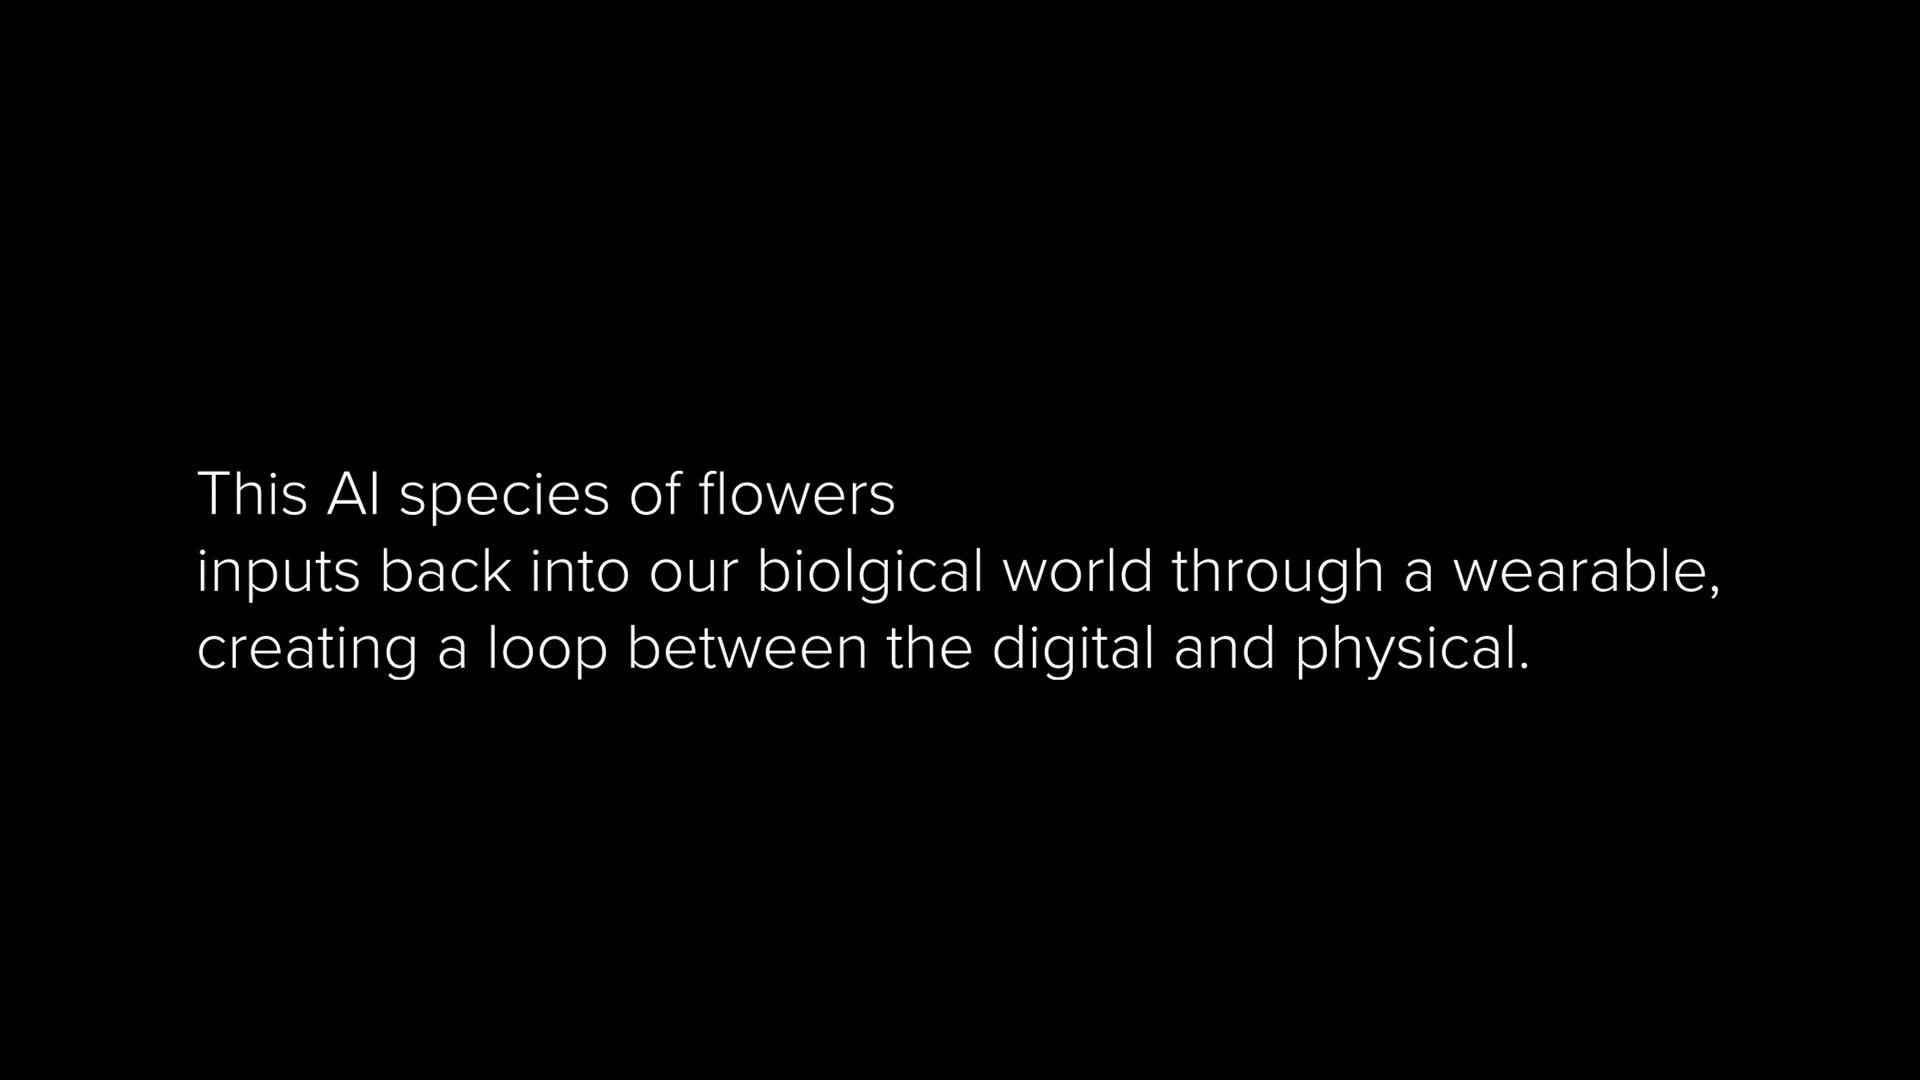 This AI species of flowers
inputs back into our biolgical world through a wearable,
creating a loop between the digital and physical.